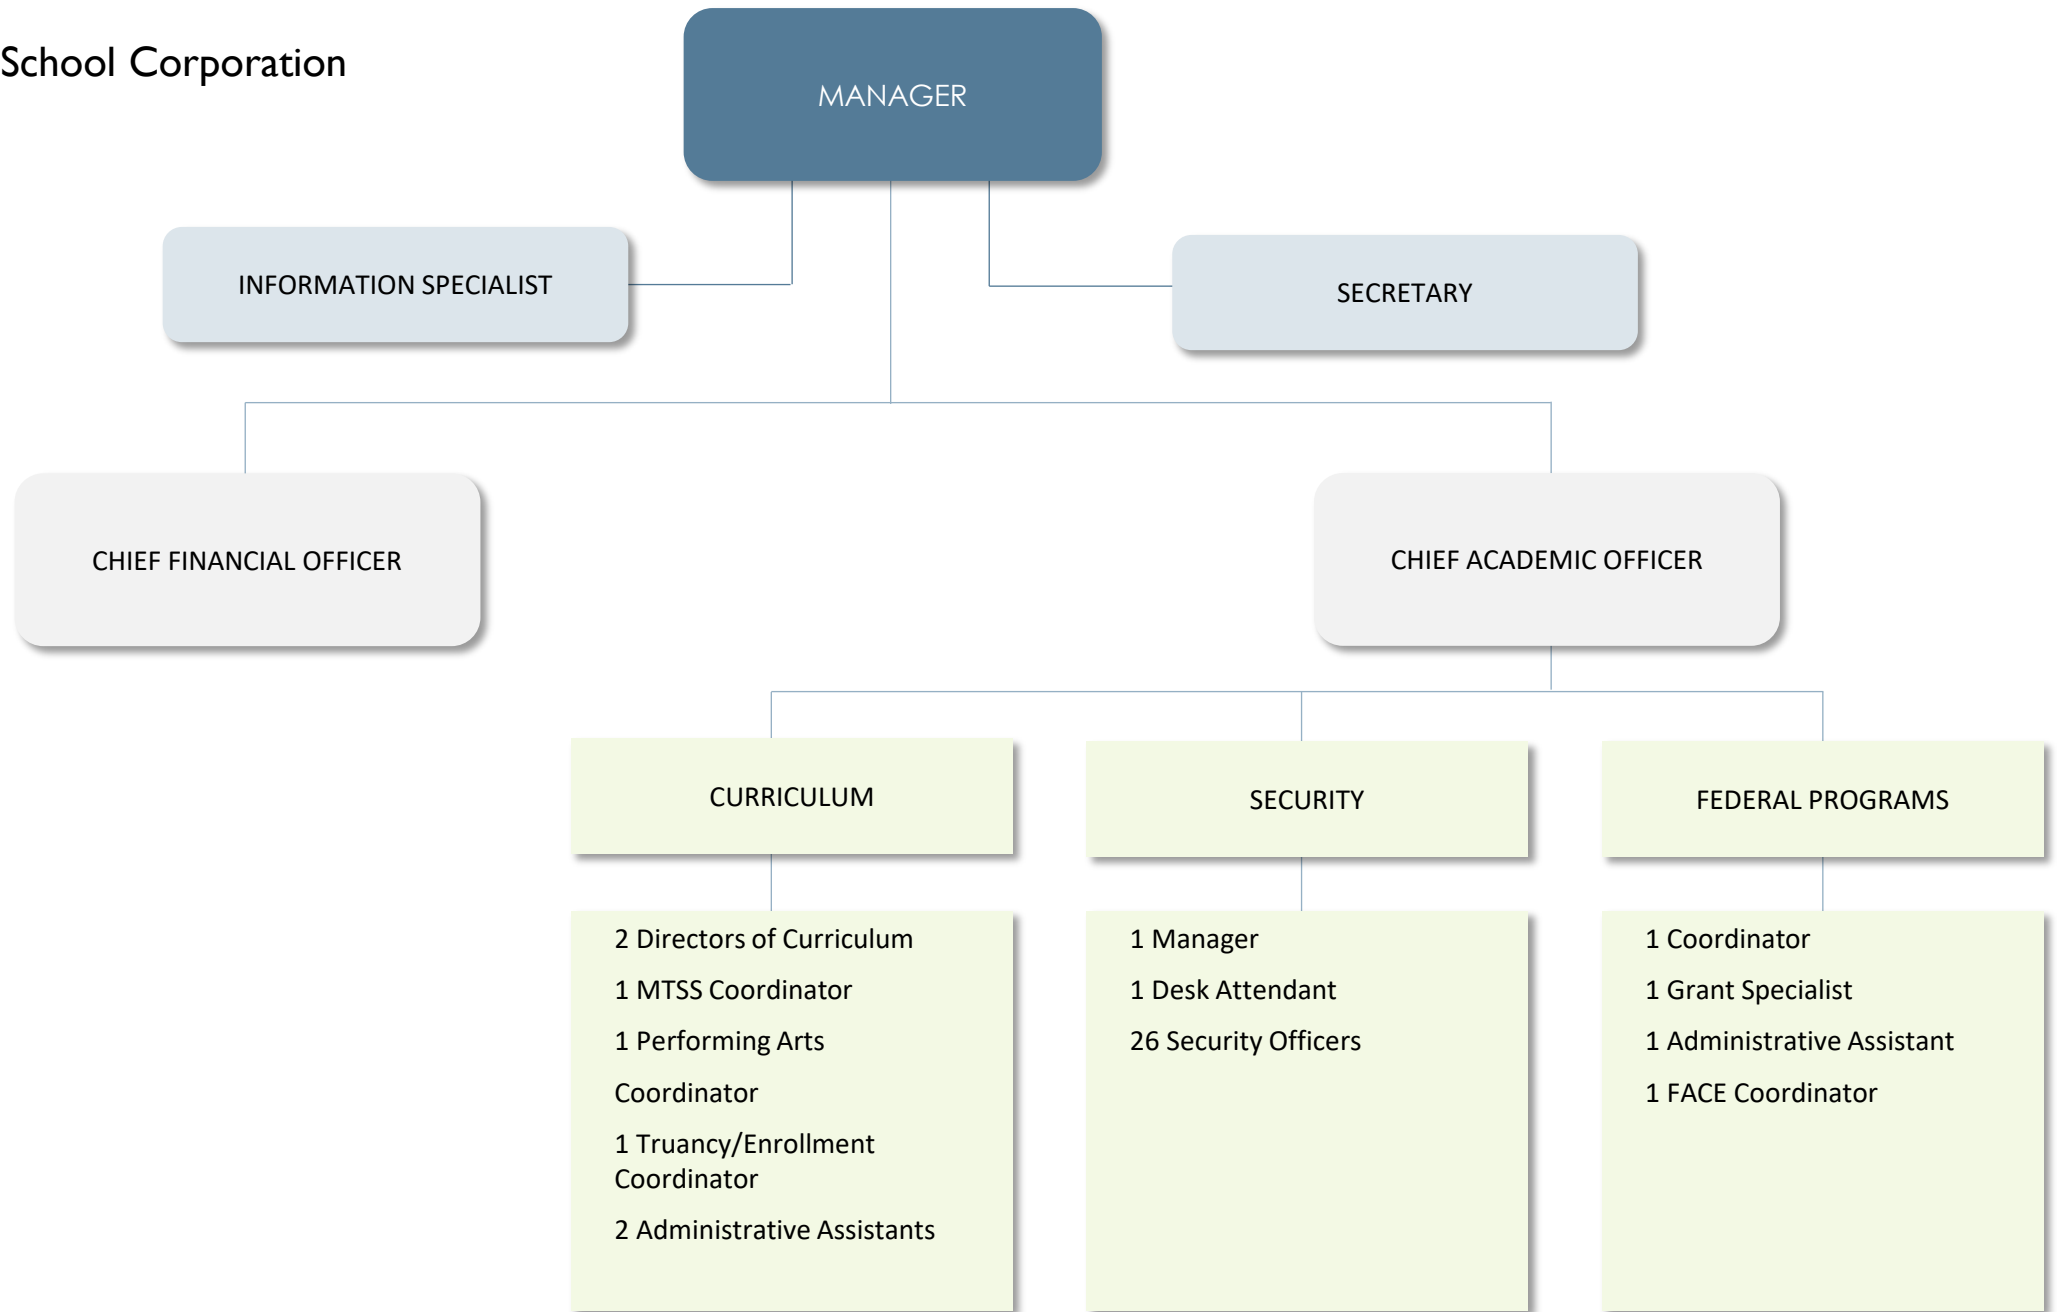 School Corporation
MANAGER
INFORMATION SPECIALIST
SECRETARY
CHIEF FINANCIAL OFFICER
CHIEF ACADEMIC OFFICER
CURRICULUM
SECURITY
FEDERAL PROGRAMS
2 Directors of Curriculum
1 MTSS Coordinator
1 Performing Arts
Coordinator
1 Truancy/Enrollment
Coordinator
2 Administrative Assistants
1 Manager
1 Desk Attendant
26 Security Officers
1 Coordinator
1 Grant Specialist
1 Administrative Assistant
1 FACE Coordinator